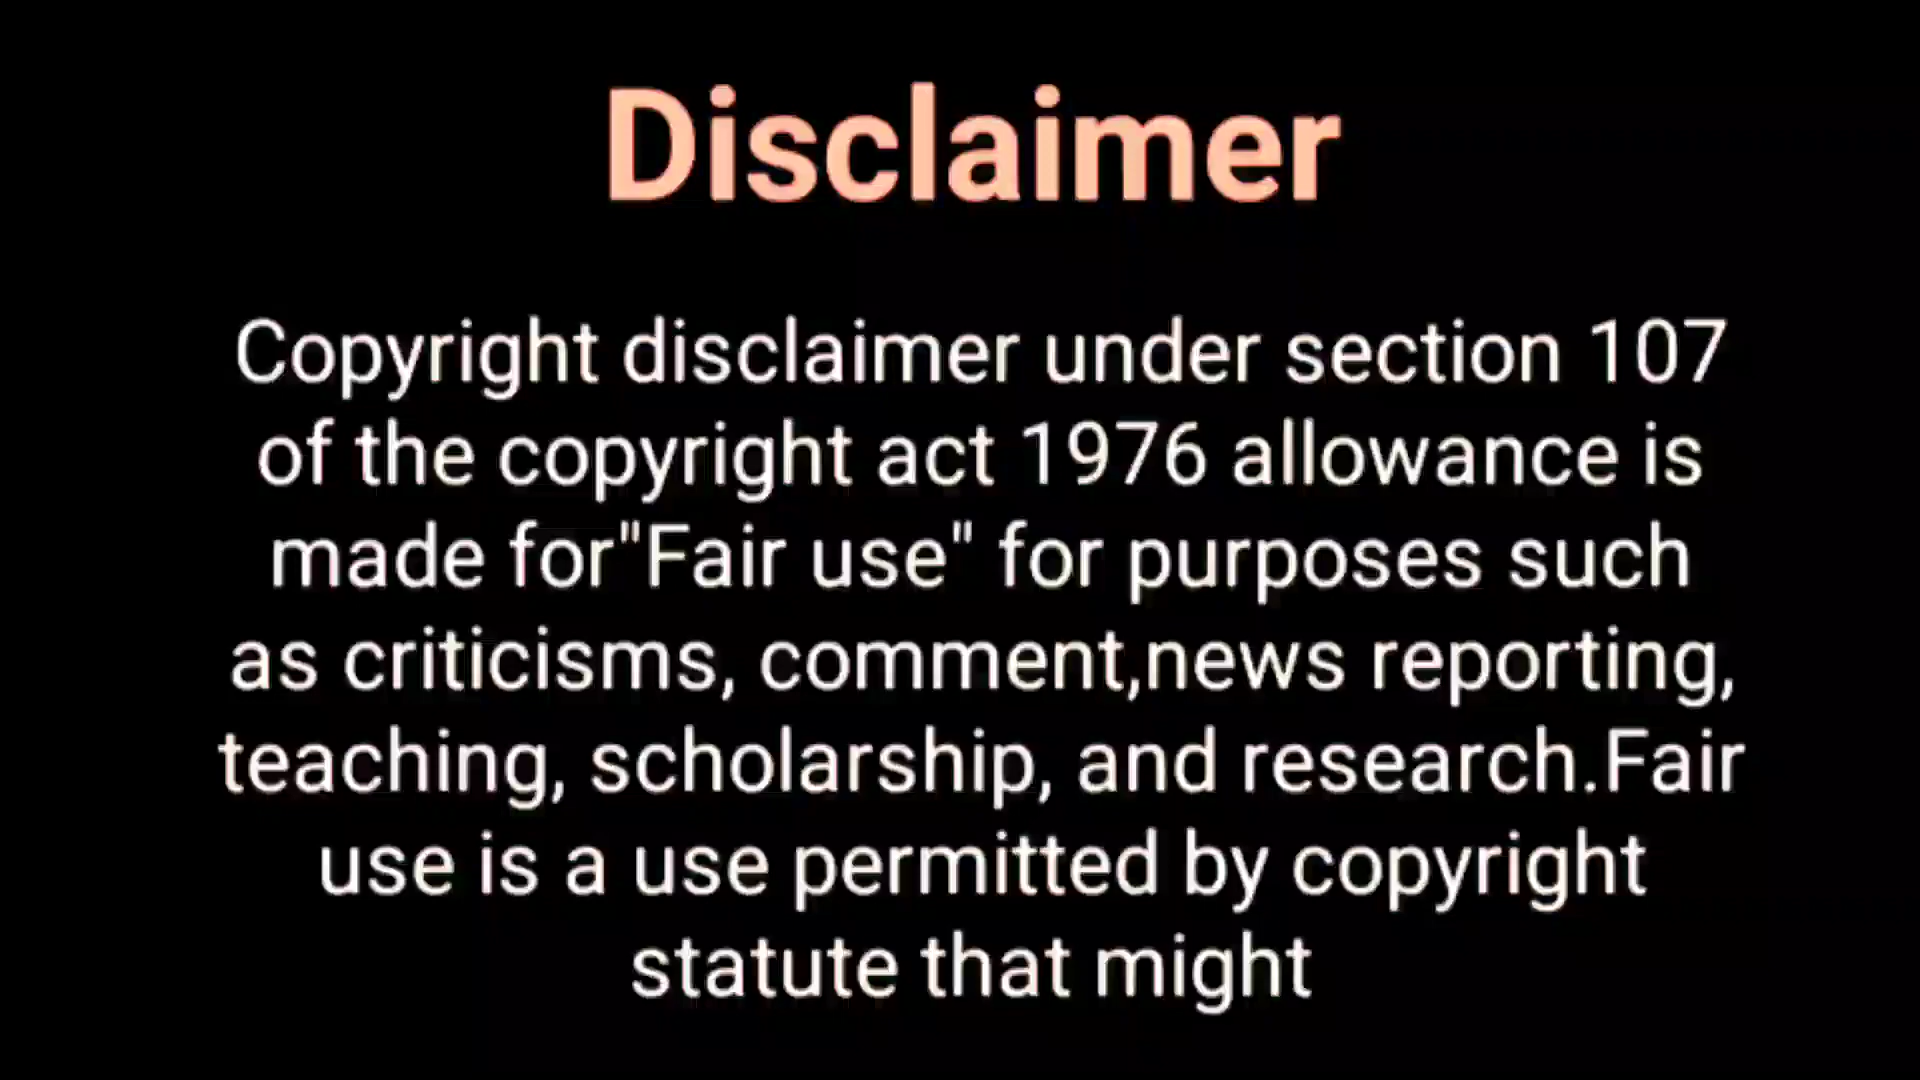 Disclaimer
Copyright disclaimer under section 107
of the copyright act 1976 allowance is
made for"Fair use" for purposes such
as criticisms, comment,news reporting,
teaching, scholarship, and research.Fair
use is a use permitted by copyright
statute that might